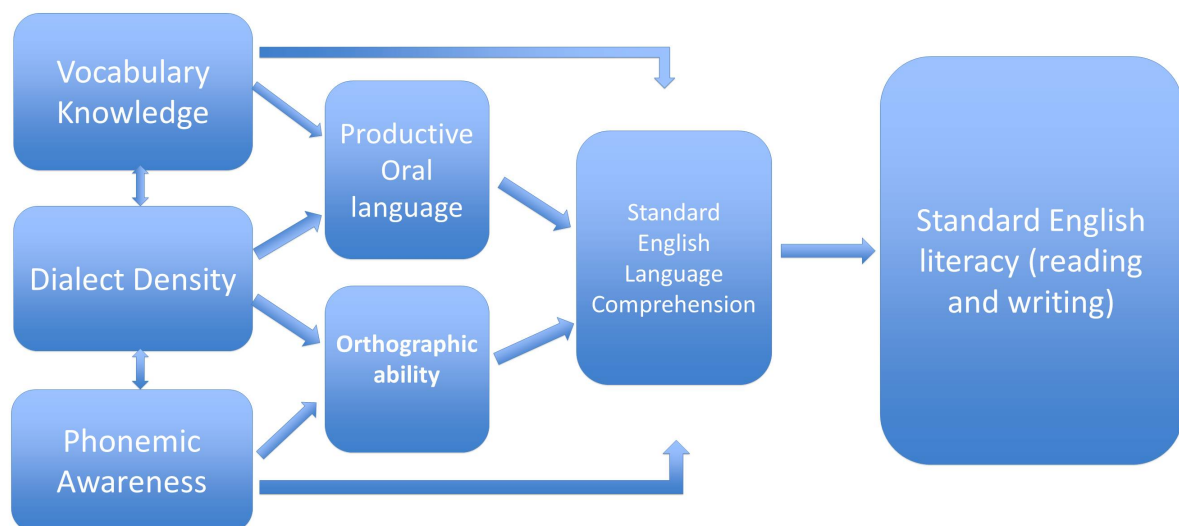 Vocabulary
Knowledge
Dialect Density
Phonemic
Awareness
Productive
Oral
language
Orthographic
ability
Standard
English
Language
Comprehension
Standard English
literacy (reading
and writing)